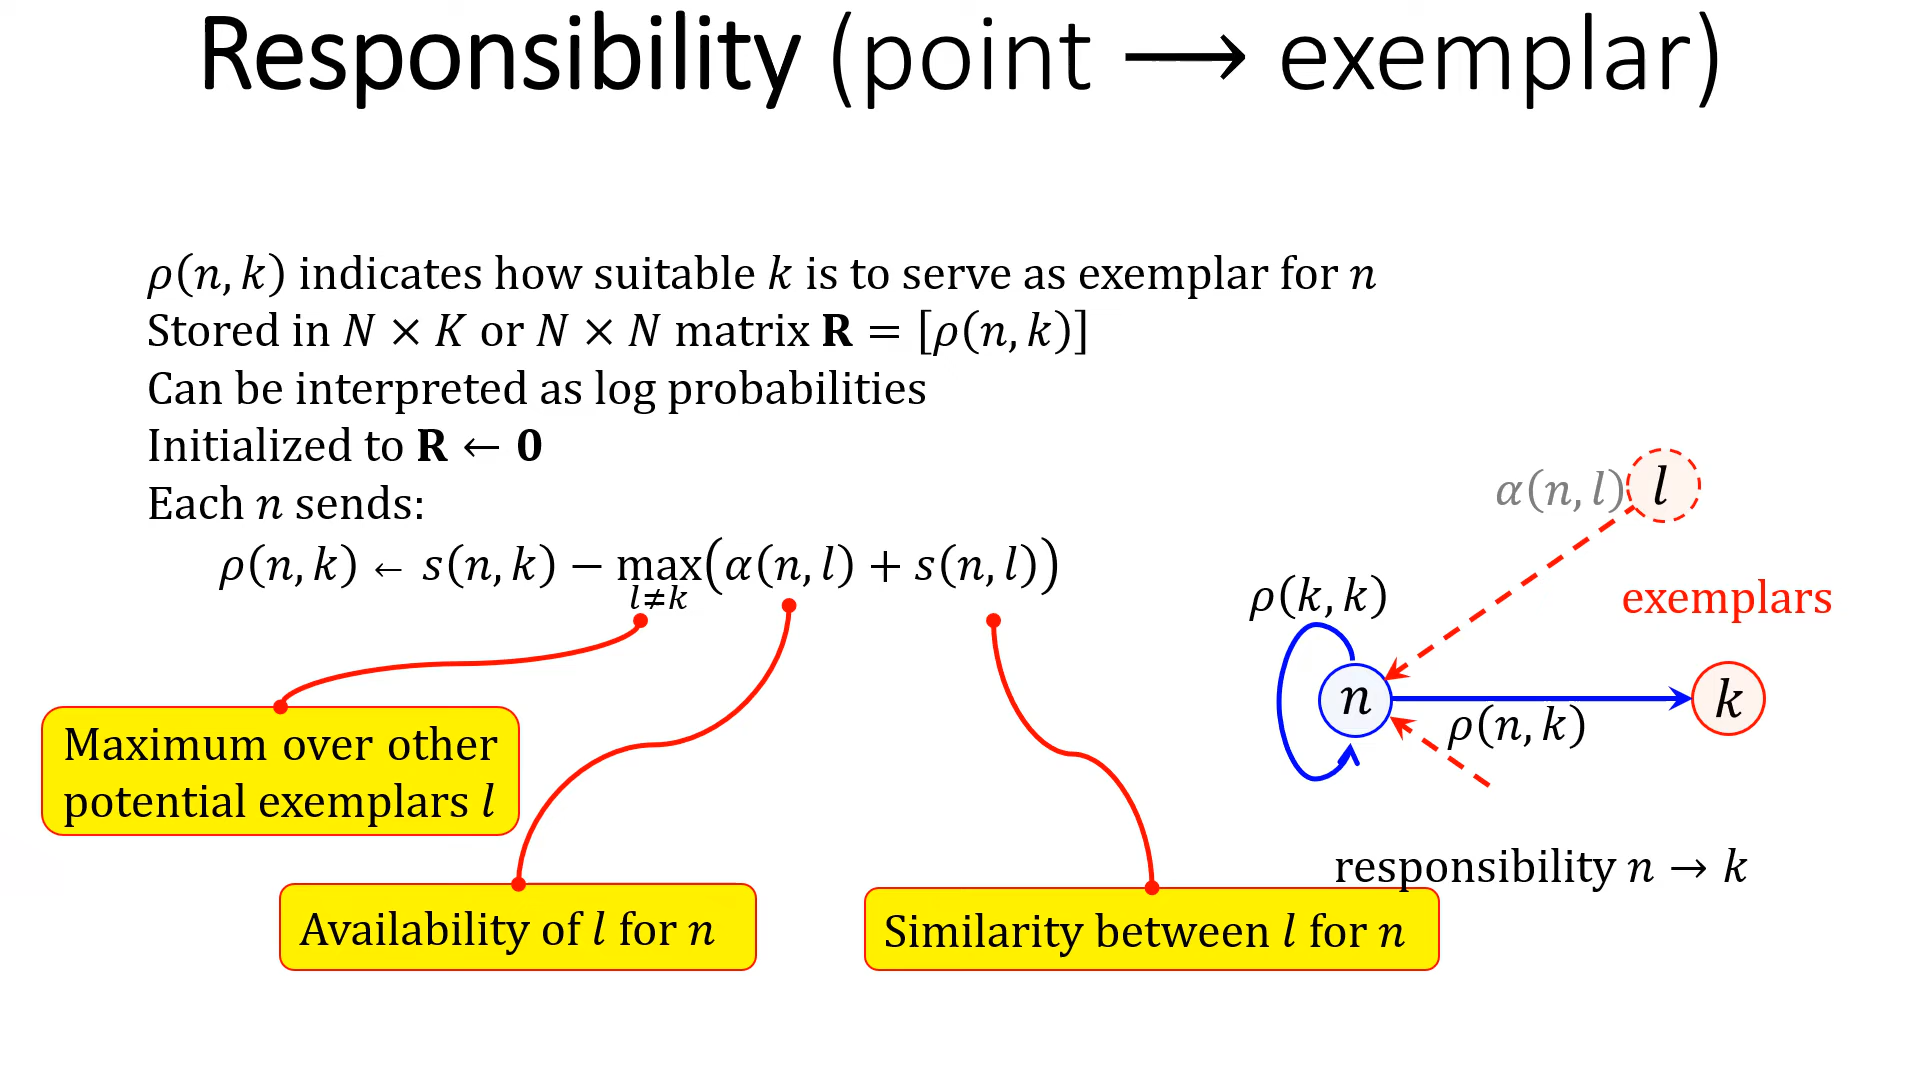 Responsibility (point ⟶ exemplar)
ρ(n, k) indicates how suitable k is to serve as exemplar for n
Stored in N × K or N × N matrix R = [ρ(n, k)]
Can be interpreted as log probabilities
Initialized to R ← 0
Each n sends:
ρ(n, k) ← s(n, k) − max(α(n, l) + s(n, l))
l≠k
Maximum over other
potential exemplars l
Availability of l for n
Similarity between l for n
α(n, l)
l
exemplars
ρ(k, k)
n
k
ρ(n, k)
responsibility n → k